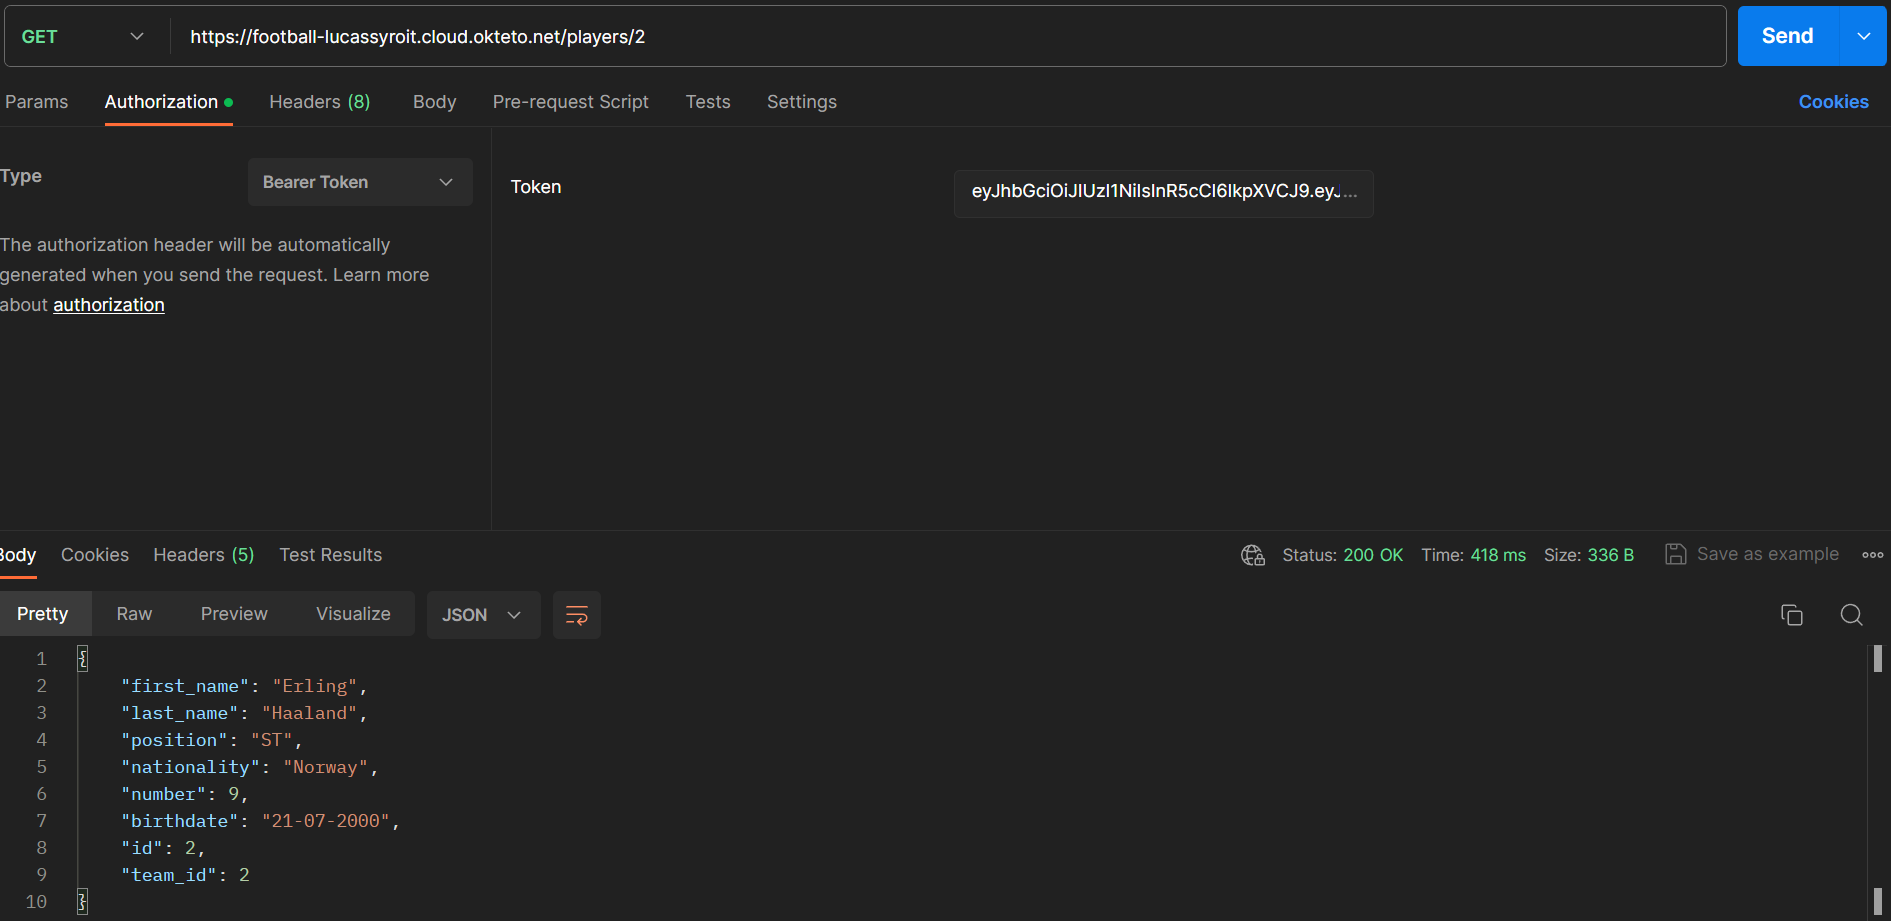 GET https://football-lucassyroit.cloud.okteto.net/players/2 Send
Params Authorization Headers (8) Body Pre-request Script Tests Settings Cookies
Type Bearer Token Token eyJhbGciOiJIUzI1NiIsInR5cCI6IkpXVCJ9.eyJ...
The authorization header will be automatically
generated when you send the request. Learn more
about authorization
Body Cookies Headers (5) Test Results Status: 200 OK Time: 418 ms Size: 336 B Save as example
Pretty Raw Preview Visualize JSON
1 {
2 "first_name": "Erling",
3 "last_name": "Haaland",
4 "position": "ST",
5 "nationality": "Norway",
6 "number": 9,
7 "birthdate": "21-07-2000",
8 "id": 2,
9 "team_id": 2
10 }